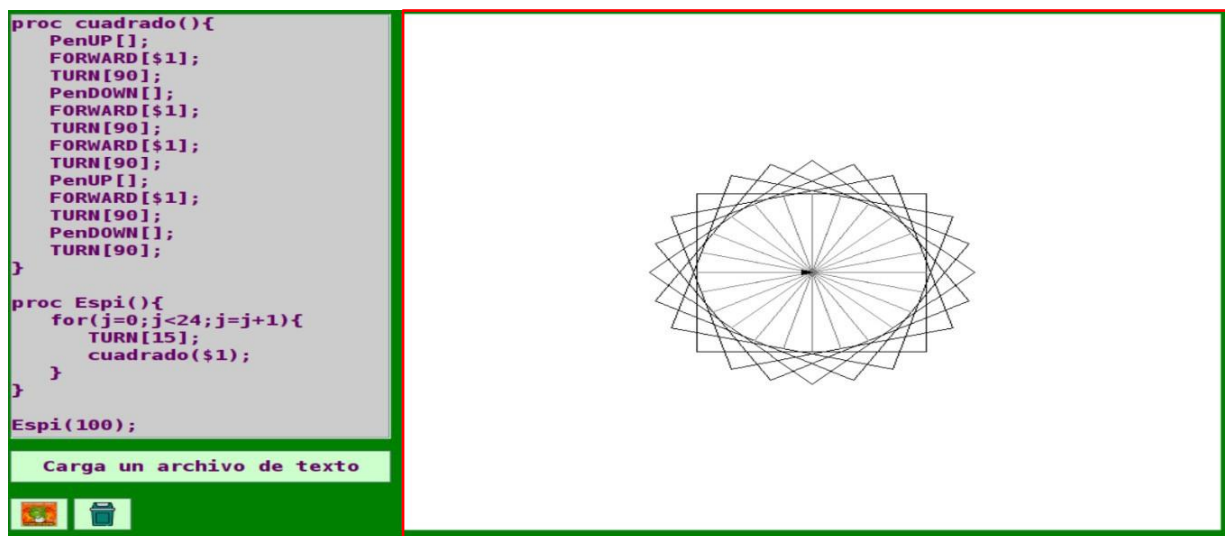 proc cuadrado(){
   PenUP[];
   FORWARD[$1];
   TURN[90];
   PenDOWN[];
   FORWARD[$1];
   TURN[90];
   FORWARD[$1];
   TURN[90];
   PenUP[];
   FORWARD[$1];
   TURN[90];
   PenDOWN[];
   TURN[90];
}

proc Espi(){
   for(j=0;j<24;j=j+1){
      TURN[15];
      cuadrado($1);
   }
}

Espi(100);
Carga un archivo de texto